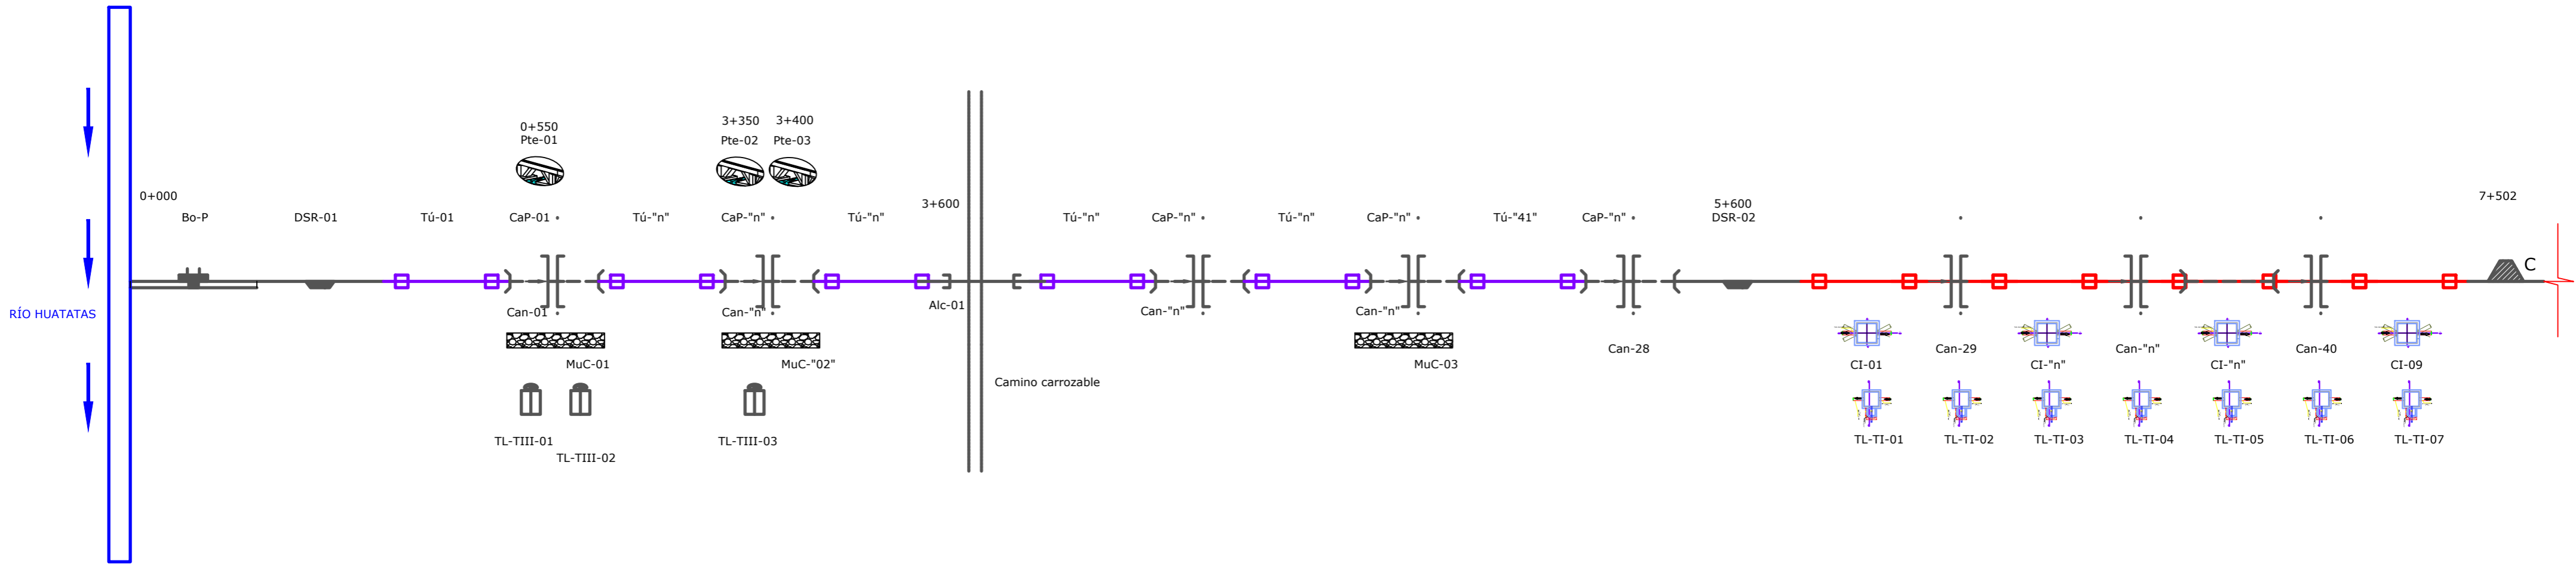 0+550
Pte-01
3+350
Pte-02
3+400
Pte-03
0+000
3+600
5+600
7+502
Bo-P
DSR-01
Tú-01
CaP-01
Tú-"n"
CaP-"n"
Tú-"n"
Tú-"n"
CaP-"n"
Tú-"n"
CaP-"n"
Tú-"41"
CaP-"n"
DSR-02
C
RÍO HUATATAS
Can-01
Can-"n"
Alc-01
Can-"n"
Can-"n"
Can-28
Can-29
Can-"n"
Can-40
MuC-01
MuC-"02"
MuC-03
CI-01
CI-"n"
CI-"n"
CI-09
Camino carrozable
TL-TIII-01
TL-TIII-02
TL-TIII-03
TL-TI-01
TL-TI-02
TL-TI-03
TL-TI-04
TL-TI-05
TL-TI-06
TL-TI-07